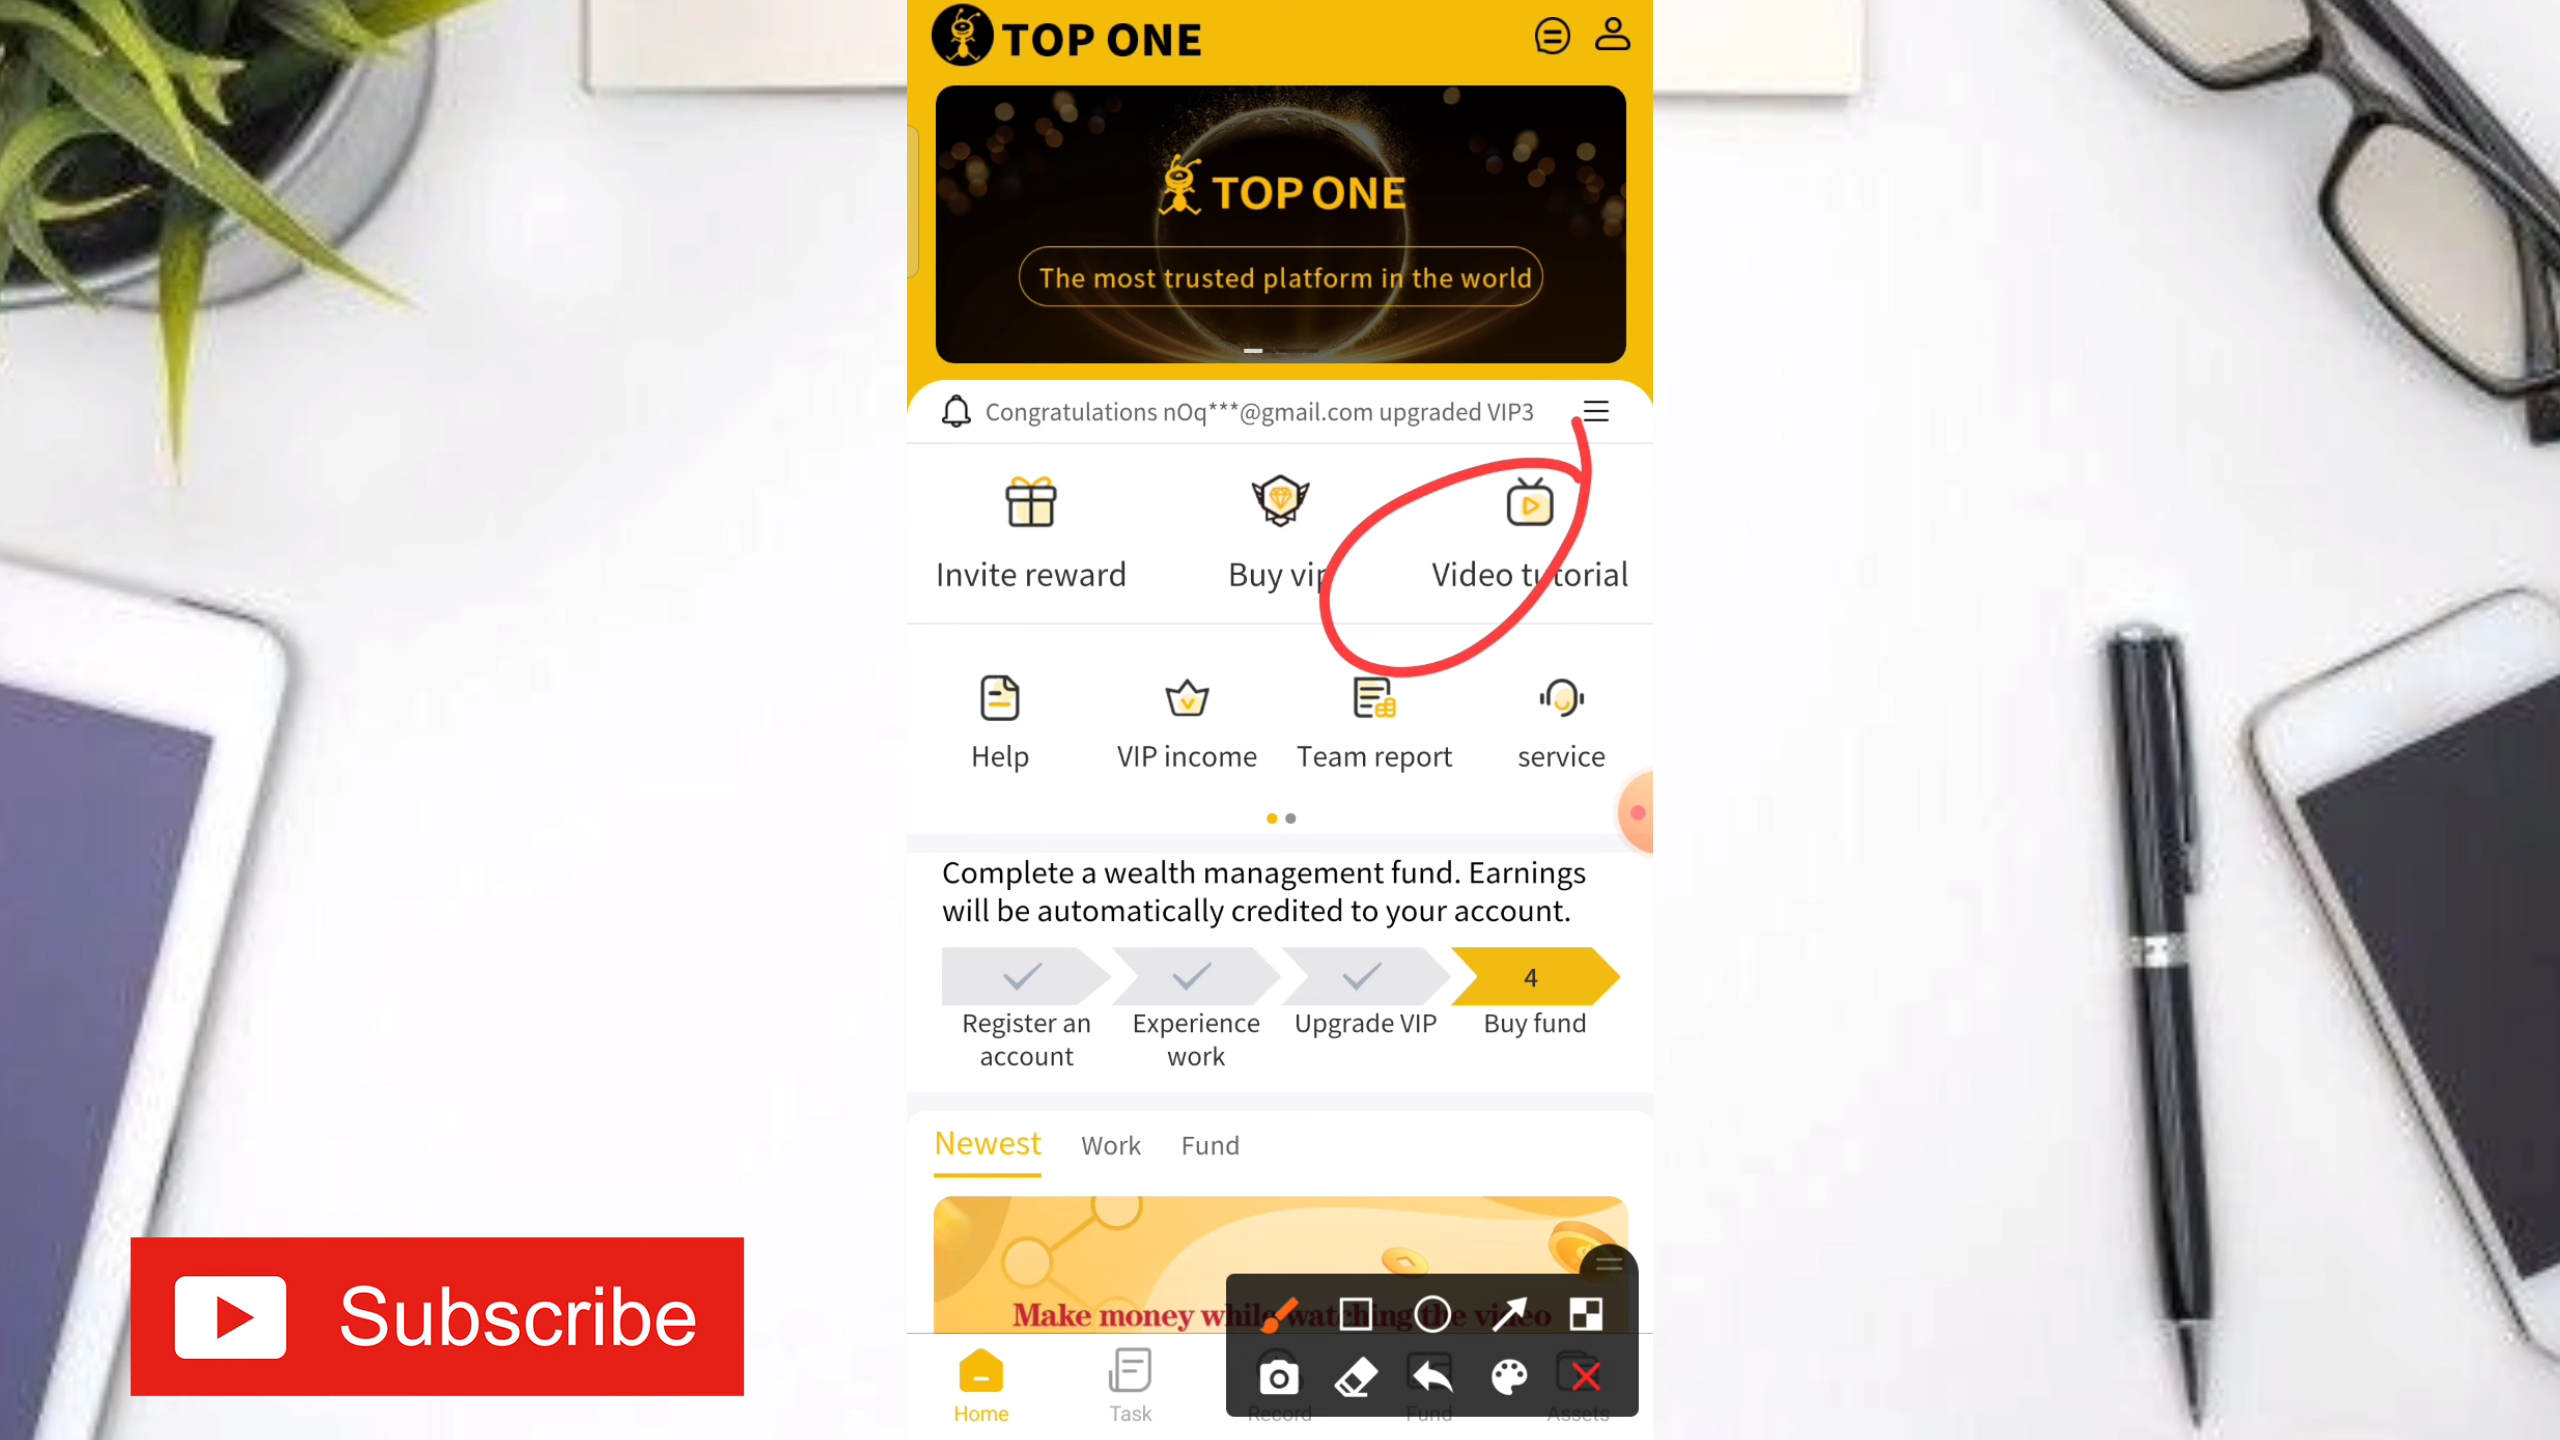 TOP ONE
TOP ONE
The most trusted platform in the world
Congratulations nOq***@gmail.com upgraded VIP3
Invite reward
Buy vip
Video tutorial
Help
VIP income
Team report
service
Complete a wealth management fund. Earnings
will be automatically credited to your account.
4
Register an
account
Experience
work
Upgrade VIP
Buy fund
Newest
Work
Fund
Make money while watching the video
Subscribe
Home
Task
Record
Fund
Assets